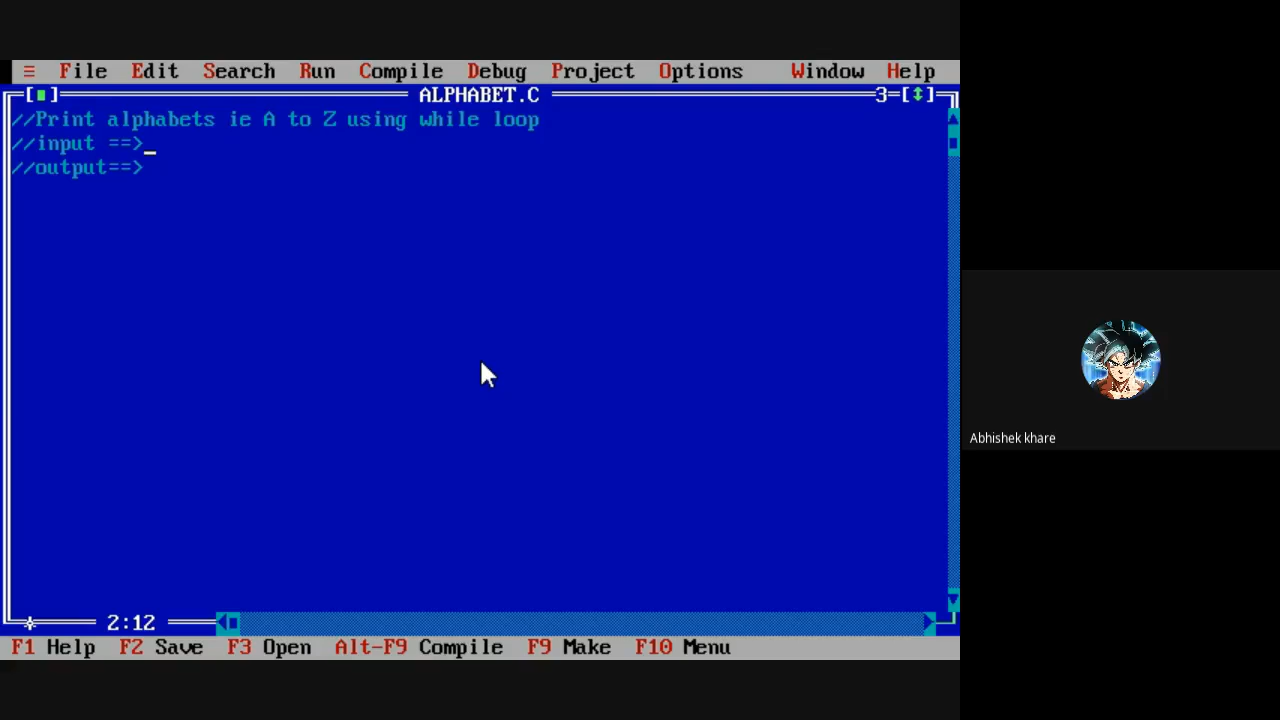 ≡ File Edit Search Run Compile Debug Project Options Window Help
[■] ALPHABET.C 3=[↕]
//Print alphabets ie A to Z using while loop
//input ==>_
//output==>
2:12
F1 Help F2 Save F3 Open Alt-F9 Compile F9 Make F10 Menu
Abhishek khare